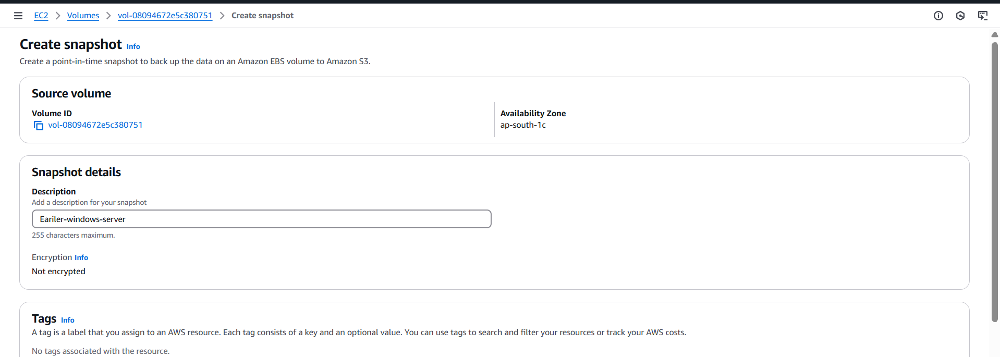 EC2 > Volumes > vol-08094672e5c380751 > Create snapshot
Create snapshot Info
Create a point-in-time snapshot to back up the data on an Amazon EBS volume to Amazon S3.
Source volume
Volume ID
vol-08094672e5c380751
Availability Zone
ap-south-1c
Snapshot details
Description
Add a description for your snapshot
Eariler-windows-server
255 characters maximum.
Encryption Info
Not encrypted
Tags Info
A tag is a label that you assign to an AWS resource. Each tag consists of a key and an optional value. You can use tags to search and filter your resources or track your AWS costs.
No tags associated with the resource.